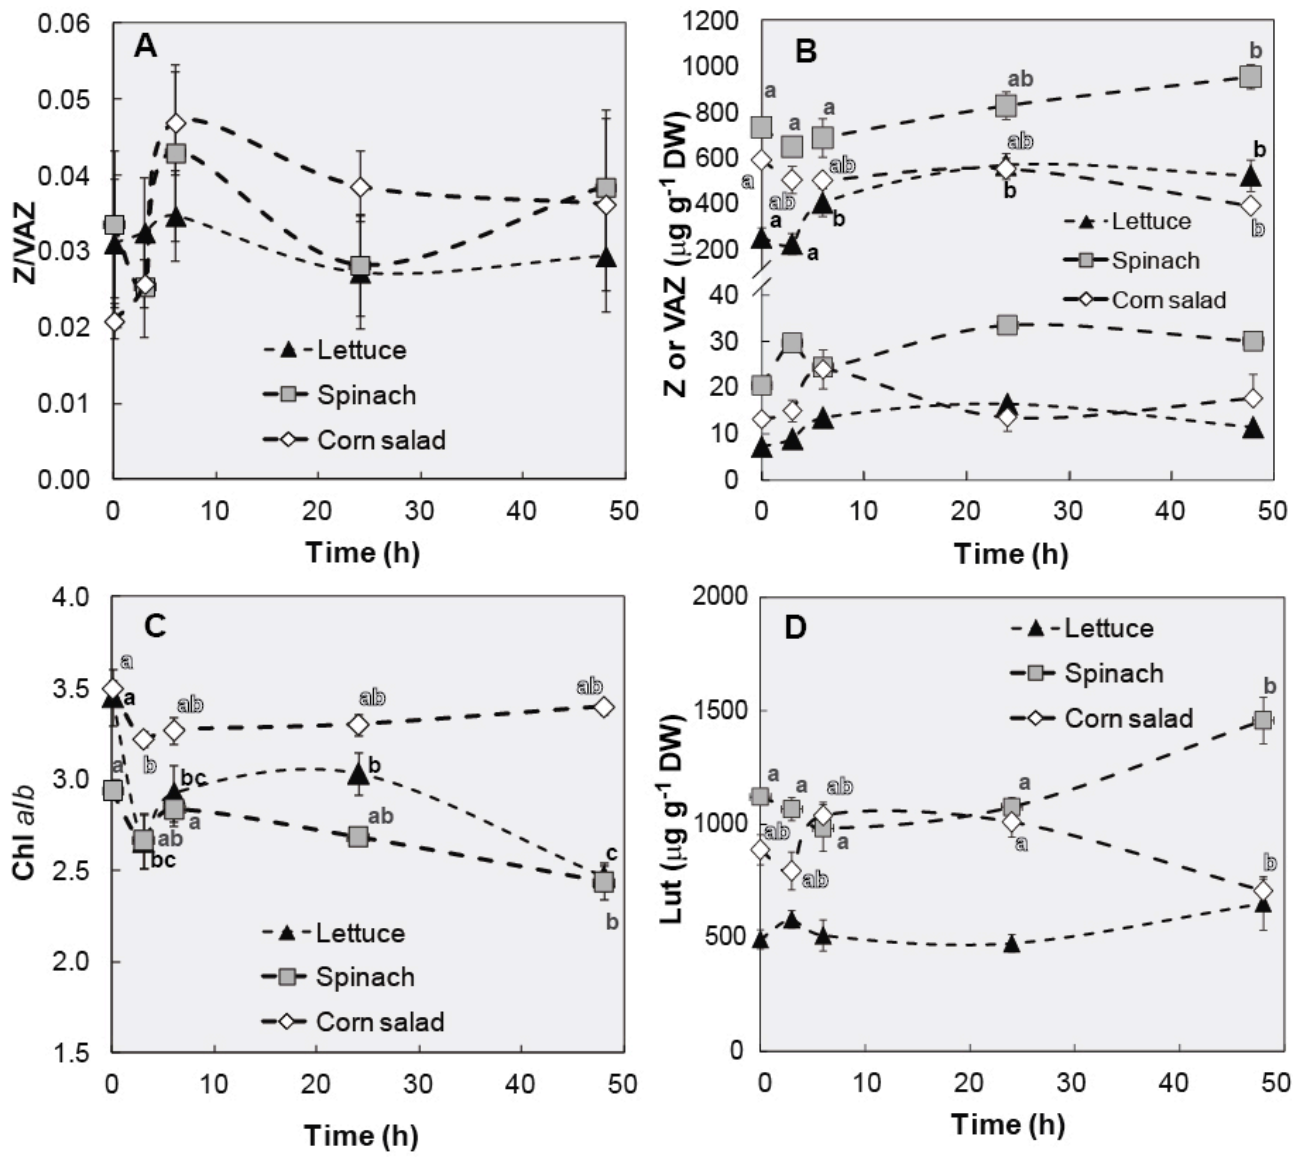 A
0.06
0.05
0.04
0.03
0.02
0.01
0.00
Z/VAZ
Lettuce
Spinach
Corn salad
0 10 20 30 40 50
Time (h)
B
1200
1000
800
600
400
200
40
30
20
10
0
Z or VAZ (µg g-1 DW)
a
a
a
ab
b
a
ab
ab
ab
b
a
a
b
b
b
Lettuce
Spinach
Corn salad
0 10 20 30 40 50
Time (h)
C
4.0
3.5
3.0
2.5
2.0
1.5
Chl a/b
a
a
a
b
ab
bc
ab
bc
a
ab
b
ab
ab
c
b
Lettuce
Spinach
Corn salad
0 10 20 30 40 50
Time (h)
D
2000
1500
1000
500
0
Lut (µg g-1 DW)
Lettuce
Spinach
Corn salad
a
a
ab
ab
ab
a
a
a
b
b
0 10 20 30 40 50
Time (h)